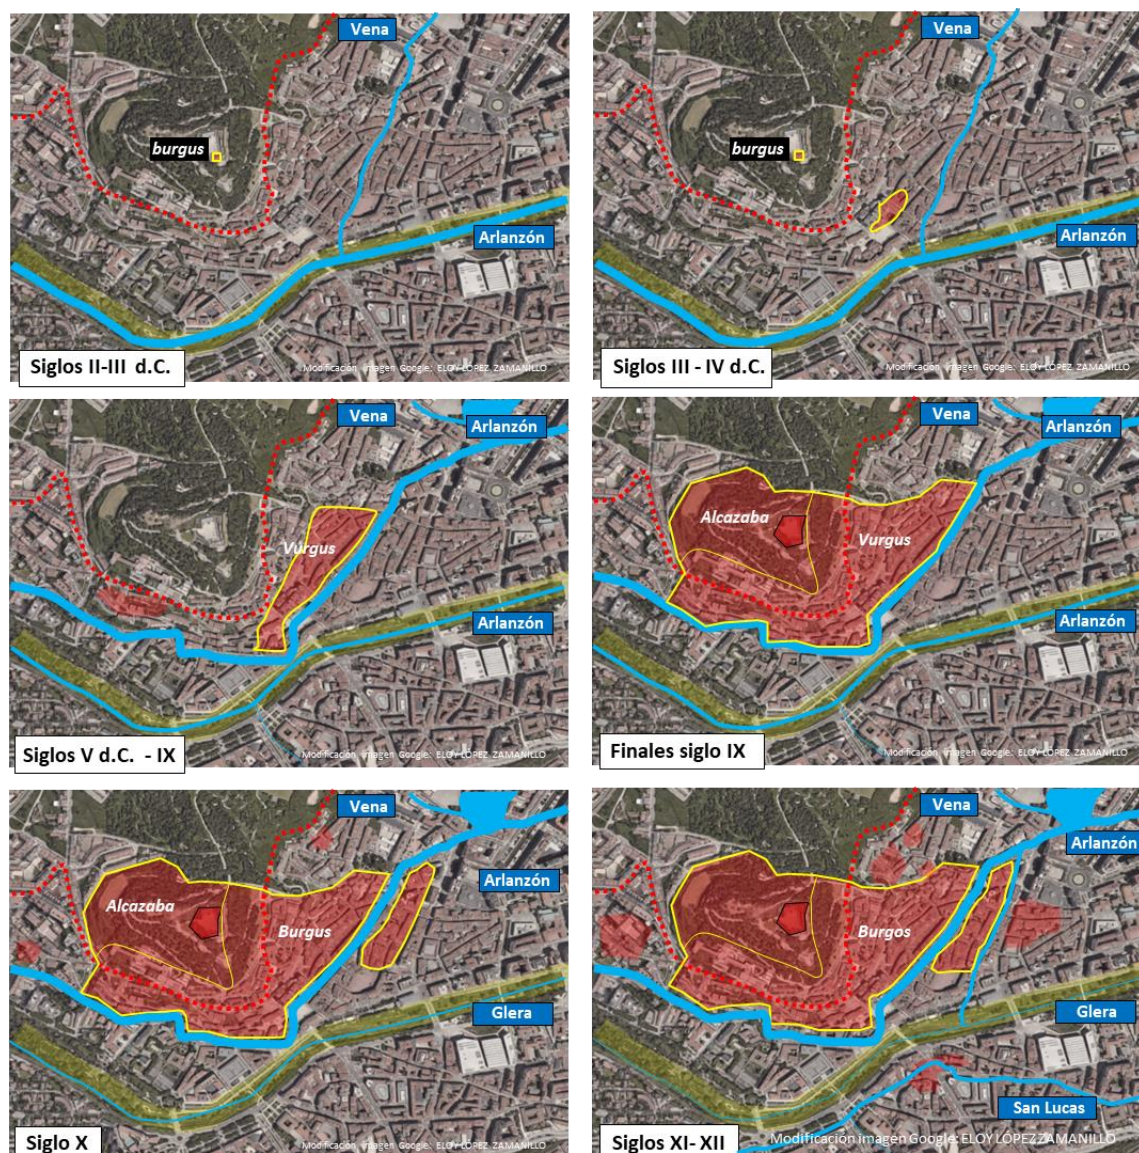 Vena
burgus
Arlanzón
Siglos II-III d.C.
Modificación imagen Google: ELOY LÓPEZ ZAMANILLO
Vena
burgus
Arlanzón
Siglos III - IV d.C.
Modificación imagen Google: ELOY LÓPEZ ZAMANILLO
Vena
Arlanzón
Vurgus
Arlanzón
Siglos V d.C. - IX
Modificación imagen Google: ELOY LÓPEZ ZAMANILLO
Vena
Arlanzón
Alcazaba
Vurgus
Arlanzón
Finales siglo IX
Modificación imagen Google: ELOY LÓPEZ ZAMANILLO
Vena
Arlanzón
Alcazaba
Burgus
Glera
Siglo X
Modificación imagen Google: ELOY LÓPEZ ZAMANILLO
Vena
Arlanzón
Burgos
Glera
San Lucas
Siglos XI- XII
Modificación imagen Google: ELOY LÓPEZ ZAMANILLO